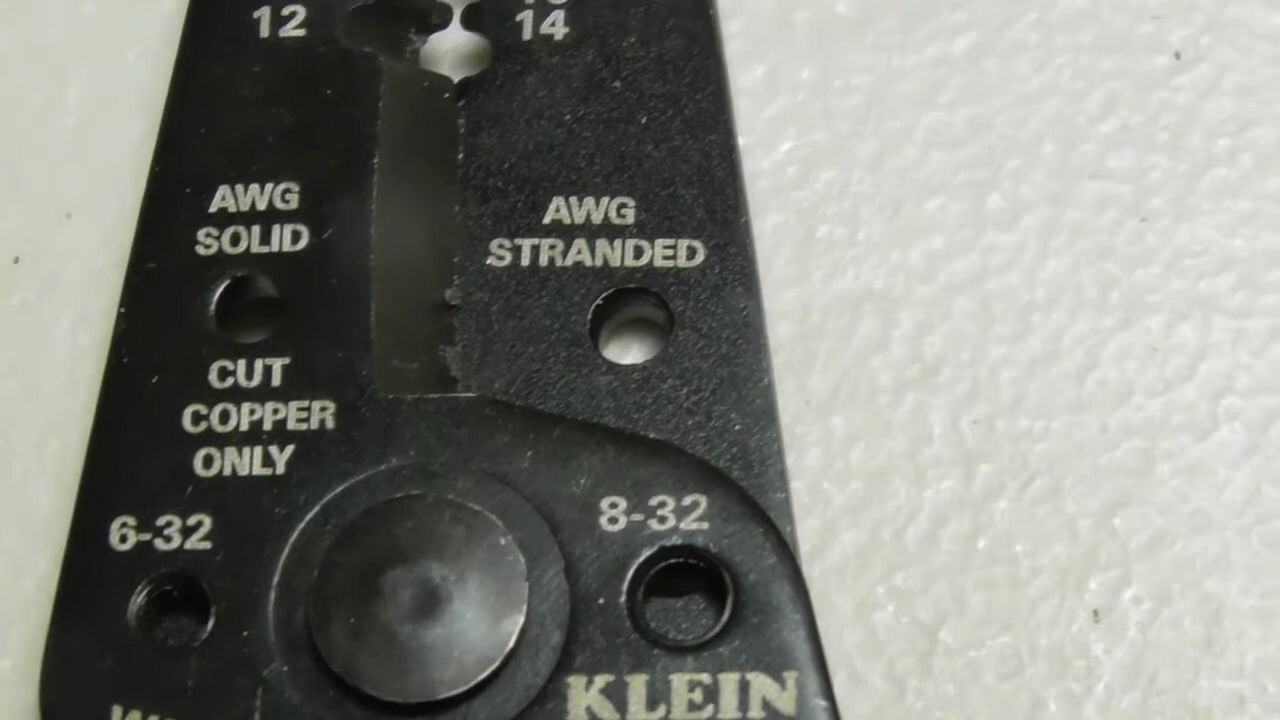 12
14
AWG
SOLID
AWG
STRANDED
CUT
COPPER
ONLY
6-32
8-32
KLEIN